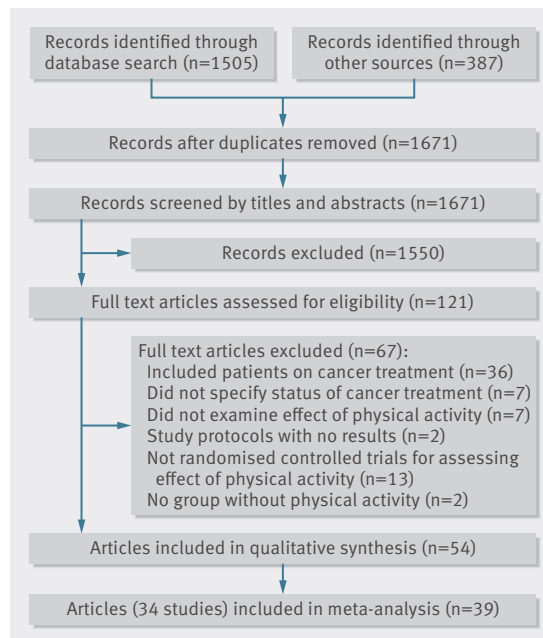 Records identified through
database search (n=1505)
Records identified through
other sources (n=387)
Records after duplicates removed (n=1671)
Records screened by titles and abstracts (n=1671)
Records excluded (n=1550)
Full text articles assessed for eligibility (n=121)
Full text articles excluded (n=67):
Included patients on cancer treatment (n=36)
Did not specify status of cancer treatment (n=7)
Did not examine effect of physical activity (n=7)
Study protocols with no results (n=2)
Not randomised controlled trials for assessing
effect of physical activity (n=13)
No group without physical activity (n=2)
Articles included in qualitative synthesis (n=54)
Articles (34 studies) included in meta-analysis (n=39)